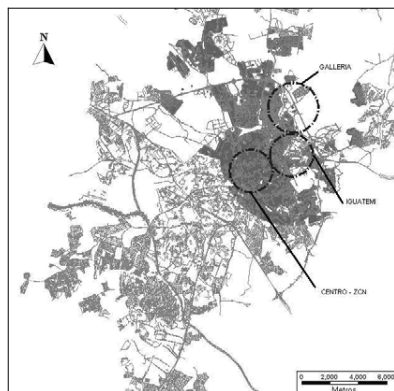 N
GALLERIA
IGUATEMI
CENTRO - ZCN
0 2,000 4,000 6,000
Metros